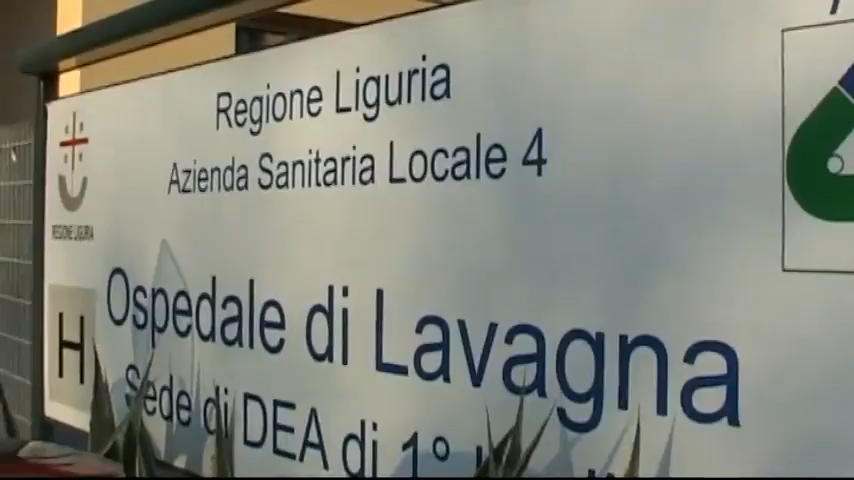 Regione Liguria
Azienda Sanitaria Locale 4
REGIONE LIGURIA
Ospedale di Lavagna
H
Sede di DEA di 1°